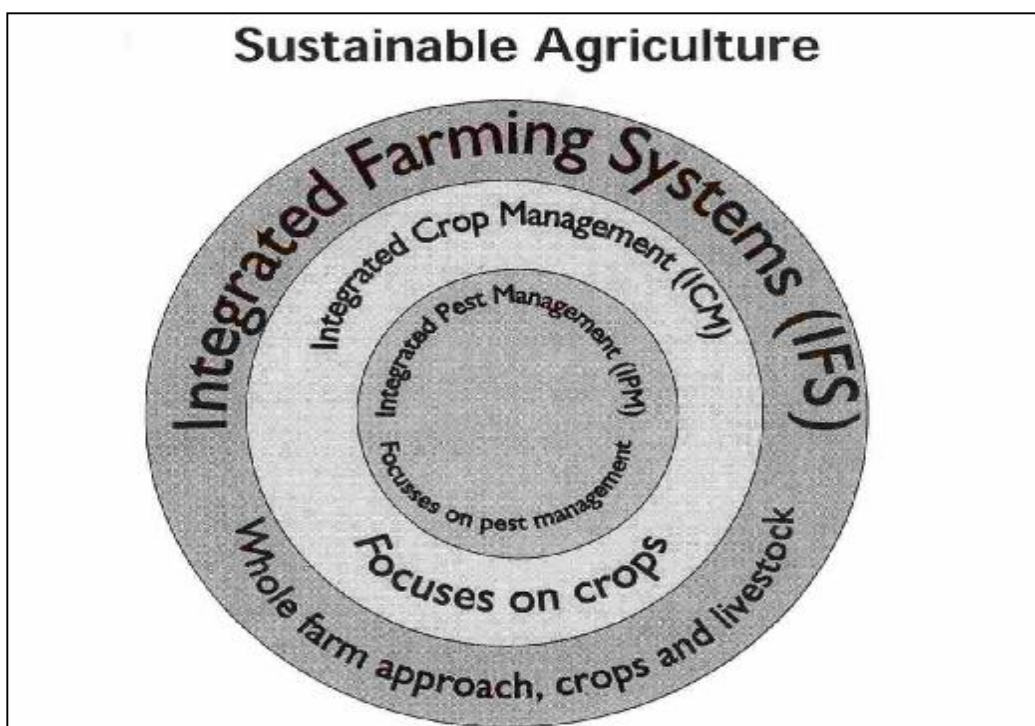 Sustainable Agriculture
Integrated Farming Systems (IFS)
Integrated Crop Management (ICM)
Integrated Pest Management (IPM)
Focusses on pest management
Focuses on crops
Whole farm approach, crops and livestock